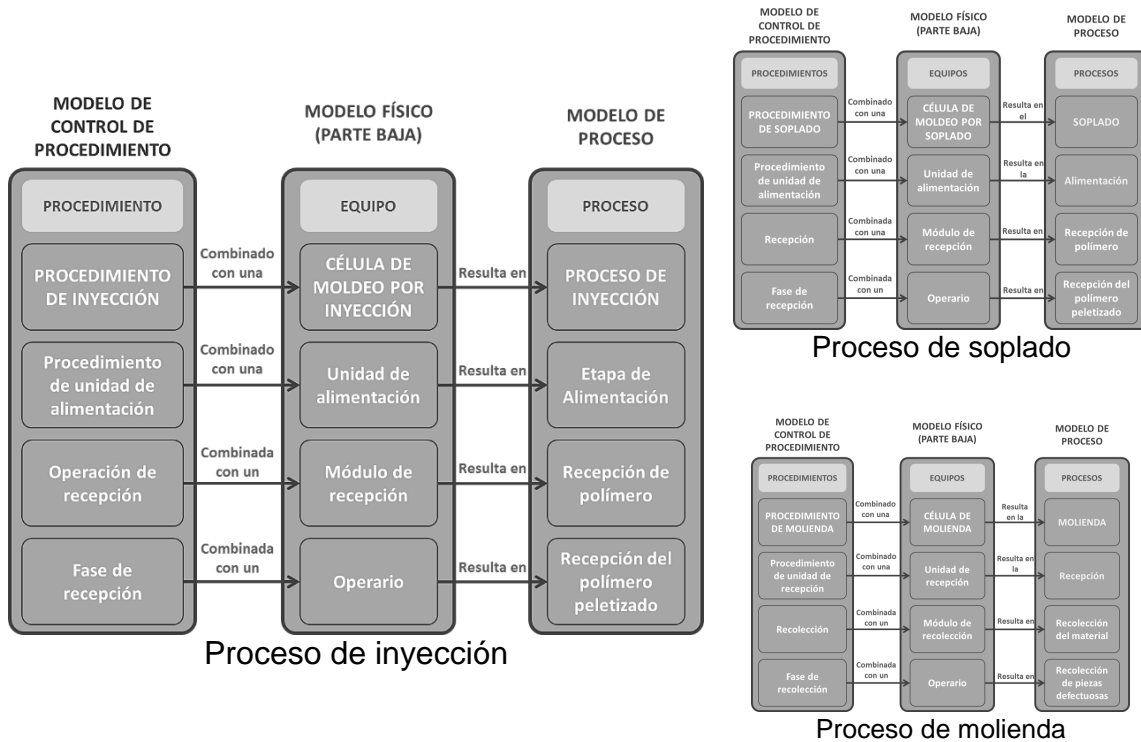 MODELO DE
CONTROL DE
PROCEDIMIENTO
MODELO FÍSICO
(PARTE BAJA)
MODELO DE
PROCESO
PROCEDIMIENTO
EQUIPO
PROCESO
PROCEDIMIENTO
DE INYECCIÓN
Combinado
con una
CÉLULA DE
MOLDEO POR
INYECCIÓN
Resulta en
PROCESO DE
INYECCIÓN
Procedimiento
de unidad de
alimentación
Combinado
con una
Unidad de
alimentación
Resulta en
Etapa de
Alimentación
Operación de
recepción
Combinada
con un
Módulo de
recepción
Resulta en
Recepción de
polímero
Fase de
recepción
Combinada
con un
Operario
Resulta en
Recepción del
polímero
peletizado
Proceso de inyección
MODELO DE
CONTROL DE
PROCEDIMIENTO
MODELO FÍSICO
(PARTE BAJA)
MODELO DE
PROCESO
PROCEDIMIENTOS
EQUIPOS
PROCESOS
PROCEDIMIENTO
DE SOPLADO
Combinado
con una
CÉLULA DE
MOLDEO POR
SOPLADO
Resulta en
el
SOPLADO
Procedimiento
de unidad de
alimentación
Combinado
con una
Unidad de
alimentación
Resulta en
la
Alimentación
Recepción
Combinada
con una
Módulo de
recepción
Resulta en
Recepción de
polímero
Fase de
recepción
Combinada
con un
Operario
Resulta en
Recepción del
polímero
peletizado
Proceso de soplado
MODELO DE
CONTROL DE
PROCEDIMIENTO
MODELO FÍSICO
(PARTE BAJA)
MODELO DE
PROCESO
PROCEDIMIENTOS
EQUIPOS
PROCESOS
PROCEDIMIENTO
DE MOLIENDA
Combinado
con una
CÉLULA DE
MOLIENDA
Resulta
en la
MOLIENDA
Procedimiento
de unidad de
recepción
Combinado
con una
Unidad de
recepción
Resulta en
la
Recepción
Recolección
Combinada
con un
Módulo de
recolección
Resulta en
Recolección
del material
Fase de
recolección
Combinada
con un
Operario
Resulta en
Recolección
de piezas
defectuosas
Proceso de molienda